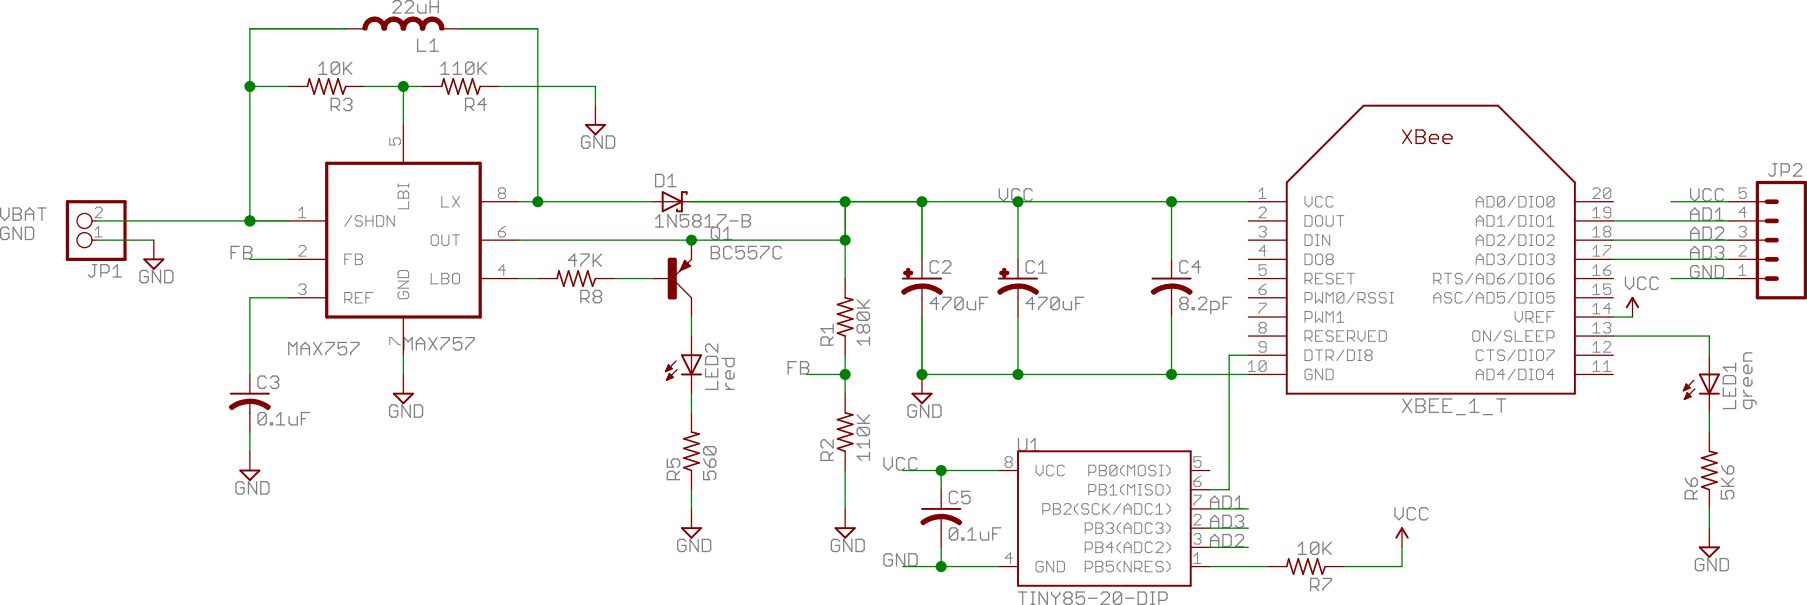 22uH
L1
10K
R3
110K
R4
GND
5
LBI
VBAT
GND
2
1
JP1
GND
1
/SHDN
FB
2
FB
3
REF
GND
LX
8
OUT
6
LBO
4
7
MAX757
MAX757
GND
C3
0.1uF
GND
47K
R8
D1
1N5817-B
Q1
BC557C
LED2
red
R5
560
GND
R1
180K
FB
R2
110K
GND
VCC
C2
470uF
C1
470uF
C4
8.2pF
GND
XBee
1
VCC
2
DOUT
3
DIN
4
DO8
5
RESET
6
PWM0/RSSI
7
PWM1
8
RESERVED
9
DTR/DI8
10
GND
AD0/DIO0
20
AD1/DIO1
19
AD2/DIO2
18
AD3/DIO3
17
RTS/AD6/DIO6
16
ASC/AD5/DIO5
15
VREF
14
ON/SLEEP
13
CTS/DIO7
12
AD4/DIO4
11
XBEE_1_T
VCC
JP2
VCC 5
AD1 4
AD2 3
AD3 2
GND 1
LED1
green
R6
5K6
GND
U1
VCC
8
VCC
C5
0.1uF
GND
4
GND
PB0(MOSI)
5
PB1(MISO)
6
PB2(SCK/ADC1)
7
AD1
PB3(ADC3)
2
AD3
PB4(ADC2)
3
AD2
PB5(NRES)
1
TINY85-20-DIP
10K
R7
VCC